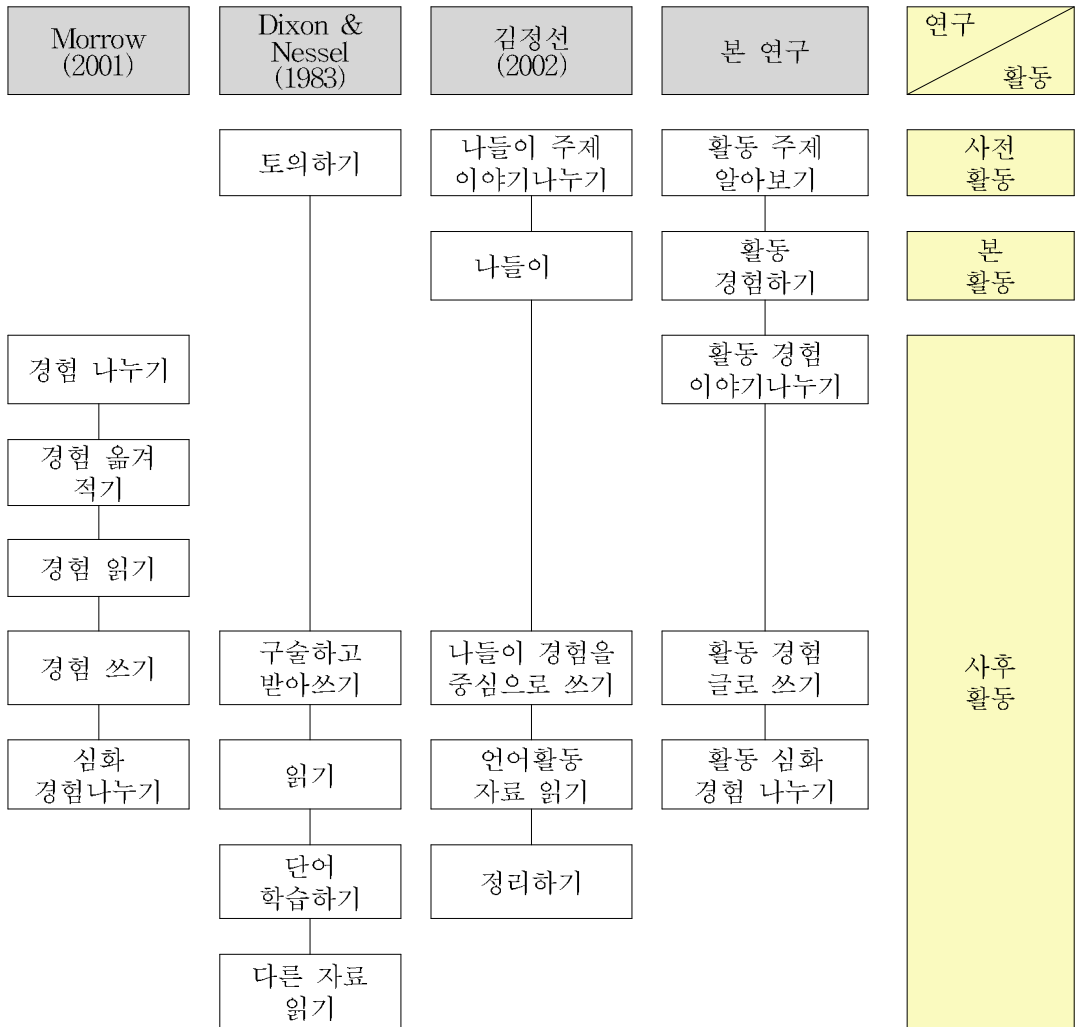 Morrow
(2001)
Dixon &
Nessel
(1983)
김정선
(2002)
본 연구
연구
활동
토의하기
나들이 주제
이야기나누기
활동 주제
알아보기
사전
활동
나들이
활동
경험하기
본
활동
경험 나누기
활동 경험
이야기나누기
경험 옮겨
적기
경험 읽기
경험 쓰기
구술하고
받아쓰기
나들이 경험을
중심으로 쓰기
활동 경험
글로 쓰기
사후
활동
심화
경험나누기
읽기
언어활동
자료 읽기
활동 심화
경험 나누기
단어
학습하기
정리하기
다른 자료
읽기